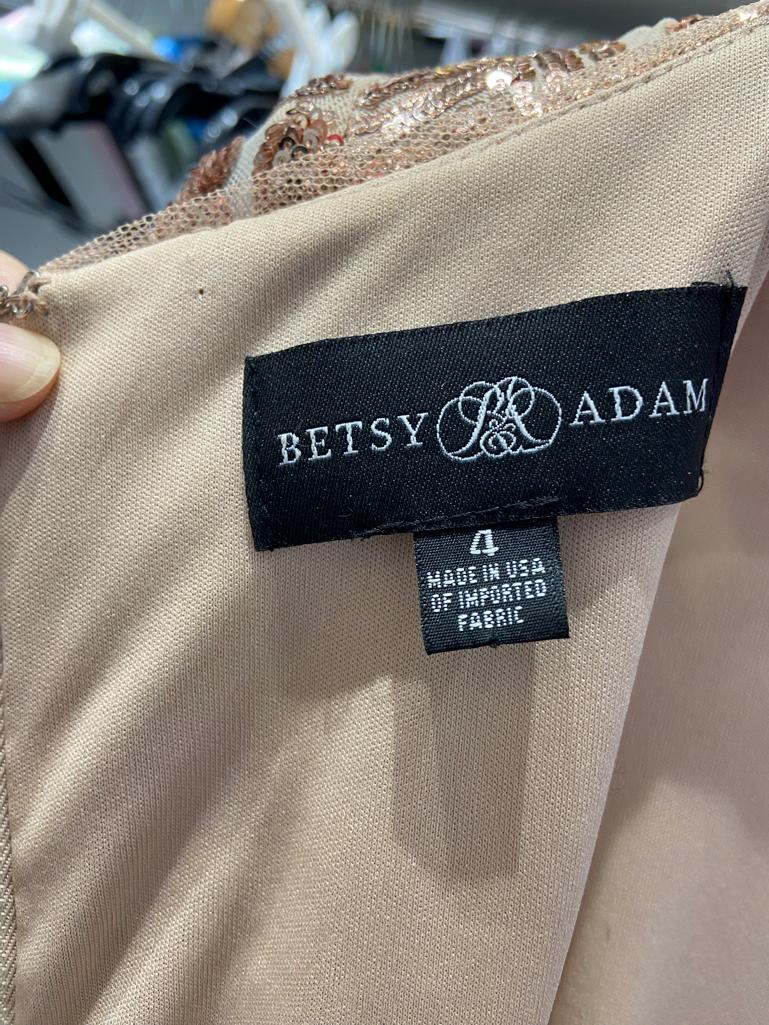 BETSY ADAM
4
MADE IN USA
OF IMPORTED
FABRIC